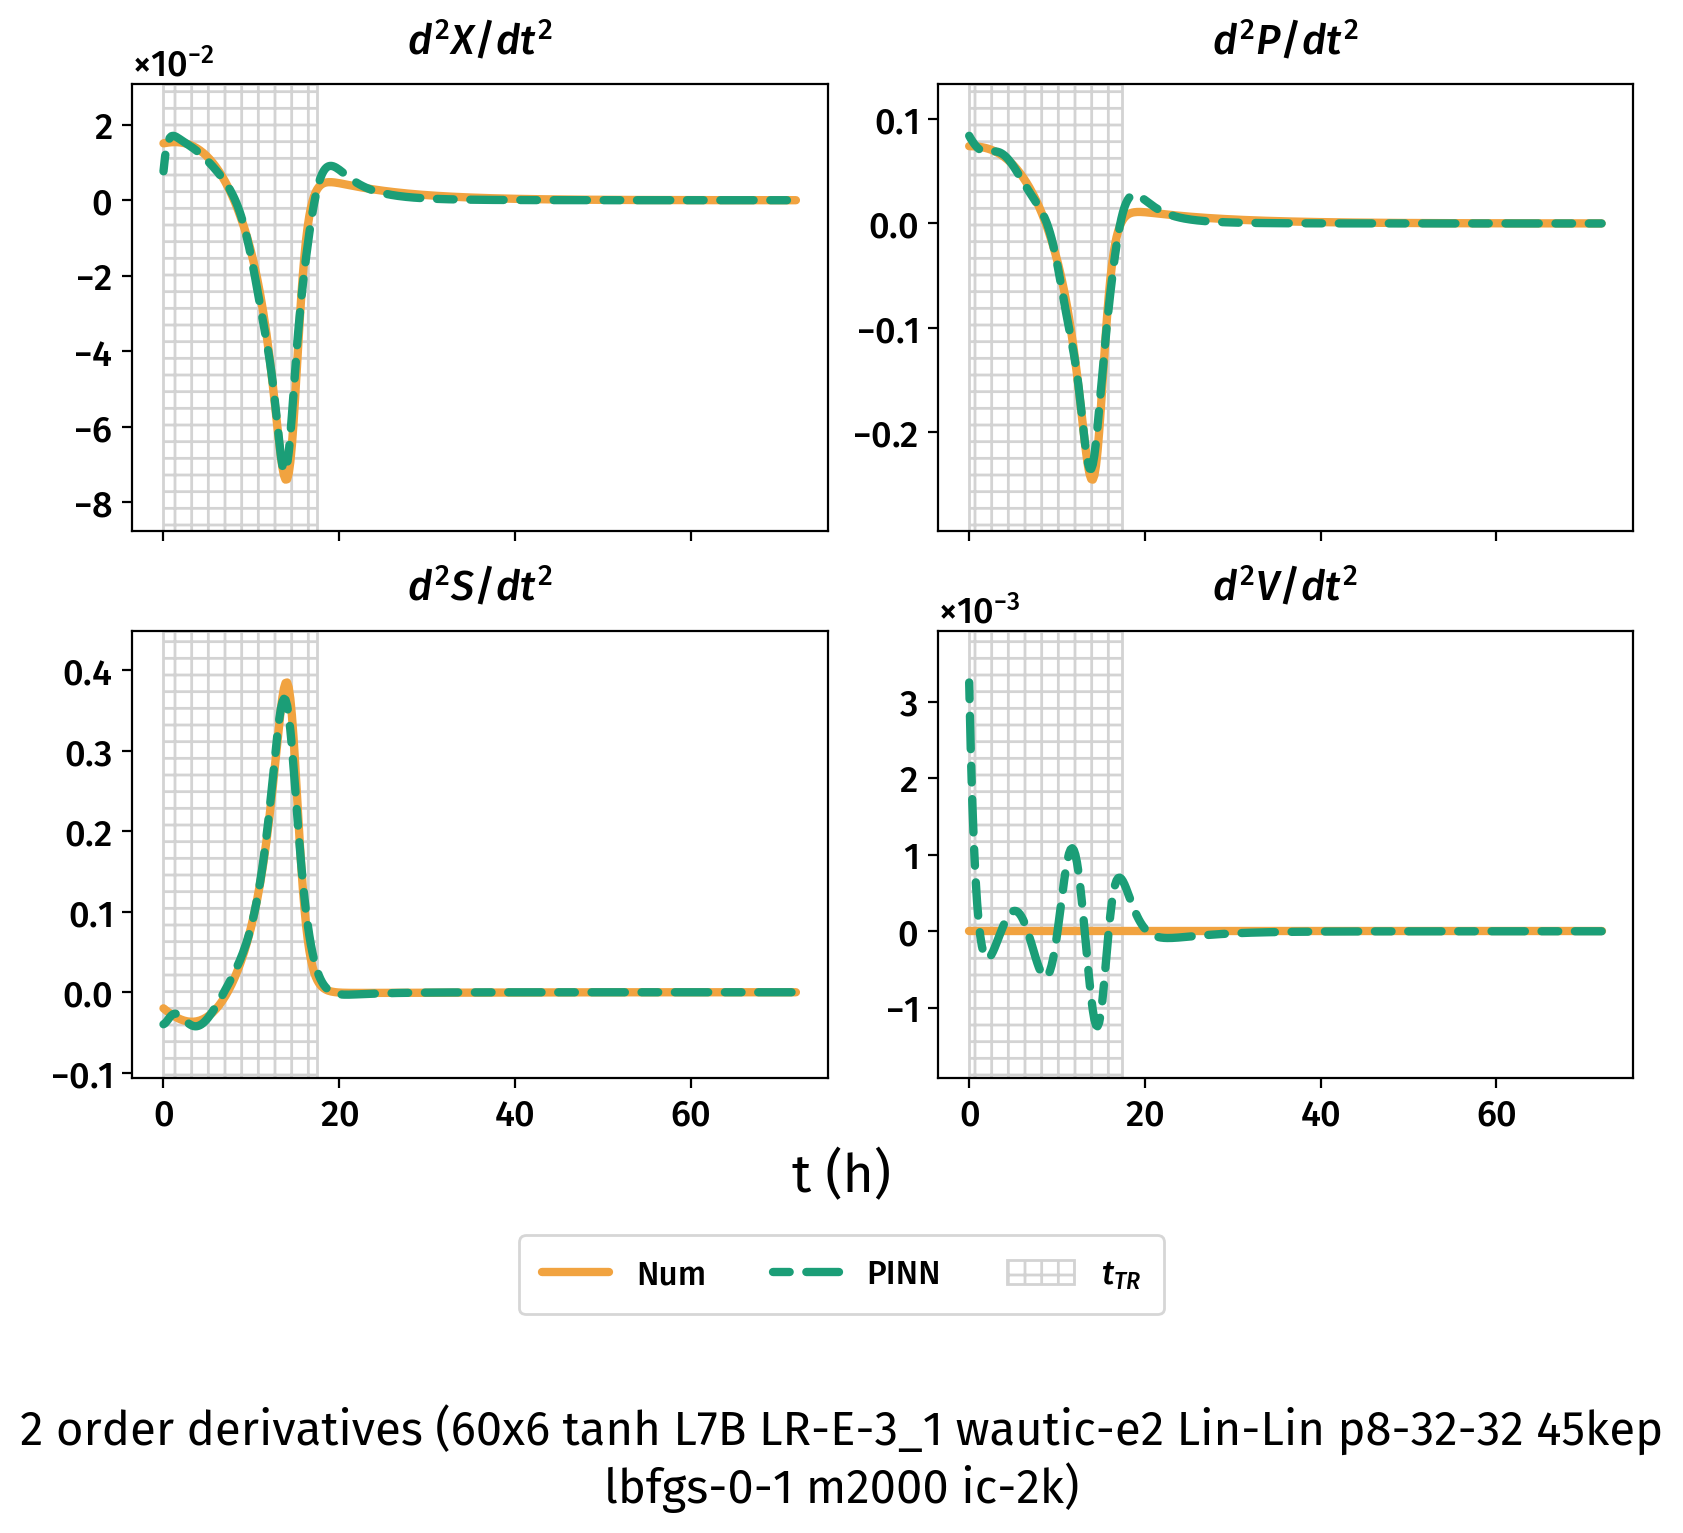 d²X/dt²
×10⁻²
2
0
−2
−4
−6
−8
d²P/dt²
0.1
0.0
−0.1
−0.2
d²S/dt²
0.4
0.3
0.2
0.1
0.0
−0.1
0 20 40 60
d²V/dt²
×10⁻³
3
2
1
0
−1
0 20 40 60
t (h)
Num PINN t_TR
2 order derivatives (60x6 tanh L7B LR-E-3_1 wautic-e2 Lin-Lin p8-32-32 45kep
lbfgs-0-1 m2000 ic-2k)